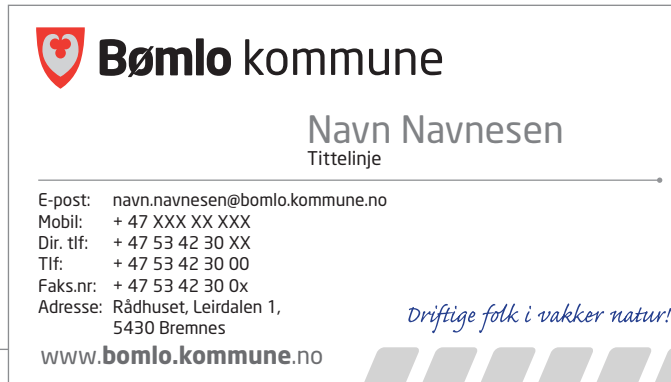 Bømlo kommune
Navn Navnesen
Tittelinje
E-post: navn.navnesen@bomlo.kommune.no
Mobil: + 47 XXX XX XXX
Dir. tlf: + 47 53 42 30 XX
Tlf: + 47 53 42 30 00
Faks.nr: + 47 53 42 30 0x
Adresse: Rådhuset, Leirdalen 1,
5430 Bremnes
Driftige folk i vakker natur!
www.bomlo.kommune.no